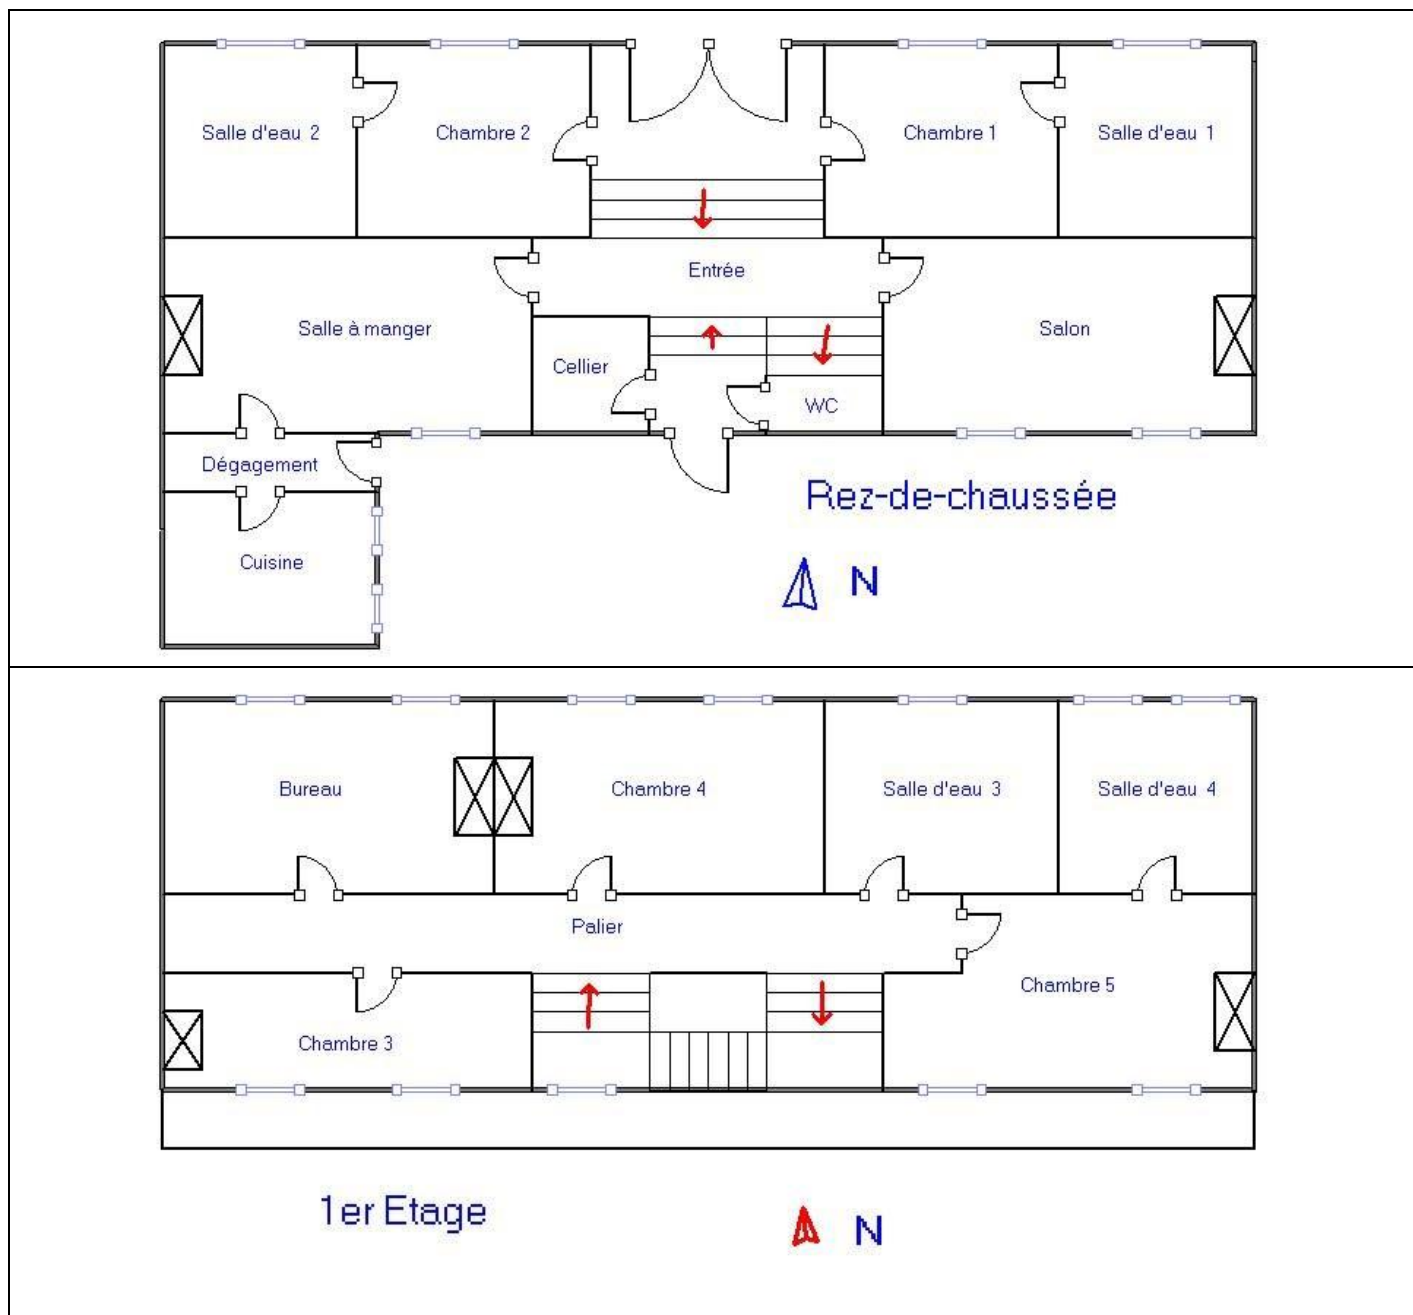 Salle d'eau 2
Chambre 2
Chambre 1
Salle d'eau 1
Entrée
Salle à manger
Salon
Cellier
WC
Dégagement
Rez-de-chaussée
Cuisine
N
Bureau
Chambre 4
Salle d'eau 3
Salle d'eau 4
Palier
Chambre 5
Chambre 3
1er Etage
N